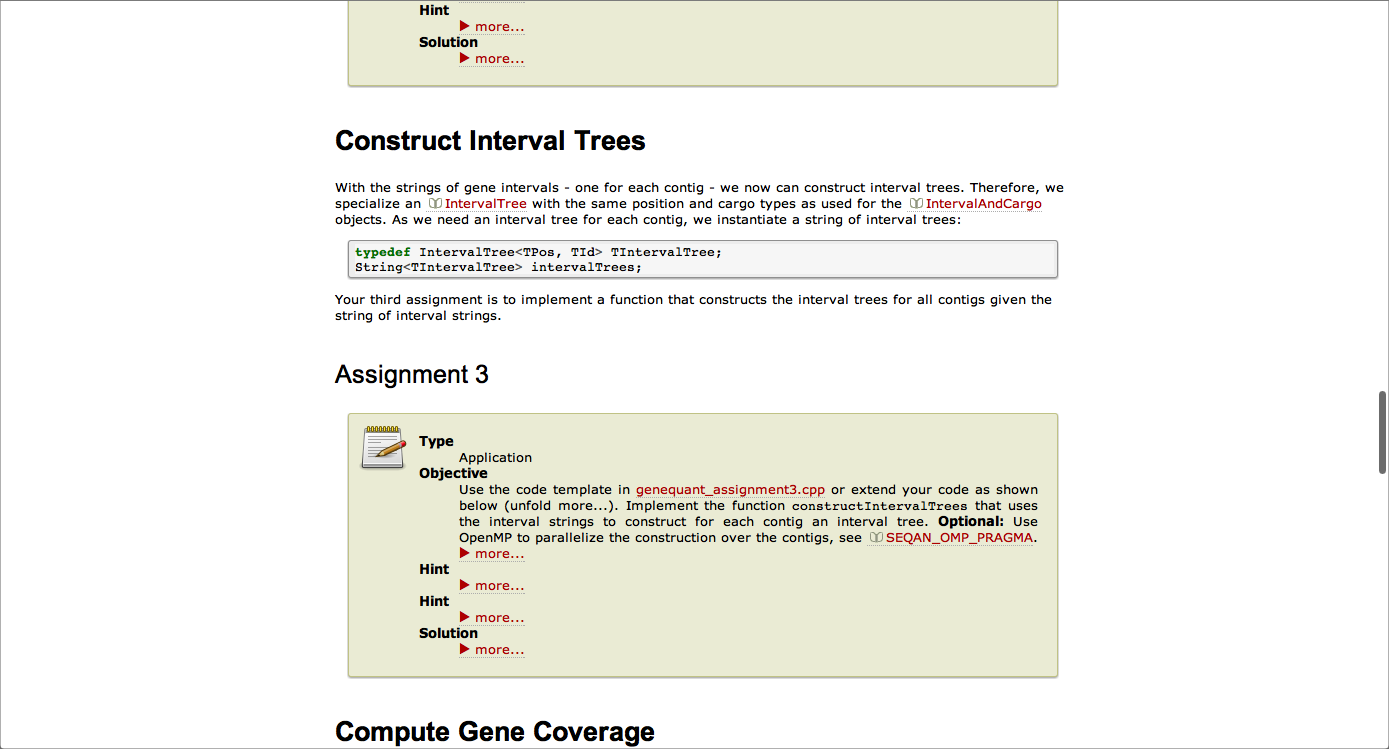 Hint
▶ more...
Solution
▶ more...
Construct Interval Trees
With the strings of gene intervals - one for each contig - we now can construct interval trees. Therefore, we
specialize an IntervalTree with the same position and cargo types as used for the IntervalAndCargo
objects. As we need an interval tree for each contig, we instantiate a string of interval trees:
typedef IntervalTree<TPos, TId> TIntervalTree;
String<TIntervalTree> intervalTrees;
Your third assignment is to implement a function that constructs the interval trees for all contigs given the
string of interval strings.
Assignment 3
Type
Application
Objective
Use the code template in genequant_assignment3.cpp or extend your code as shown
below (unfold more...). Implement the function constructIntervalTrees that uses
the interval strings to construct for each contig an interval tree. Optional: Use
OpenMP to parallelize the construction over the contigs, see SEQAN_OMP_PRAGMA.
▶ more...
Hint
▶ more...
Hint
▶ more...
Solution
▶ more...
Compute Gene Coverage